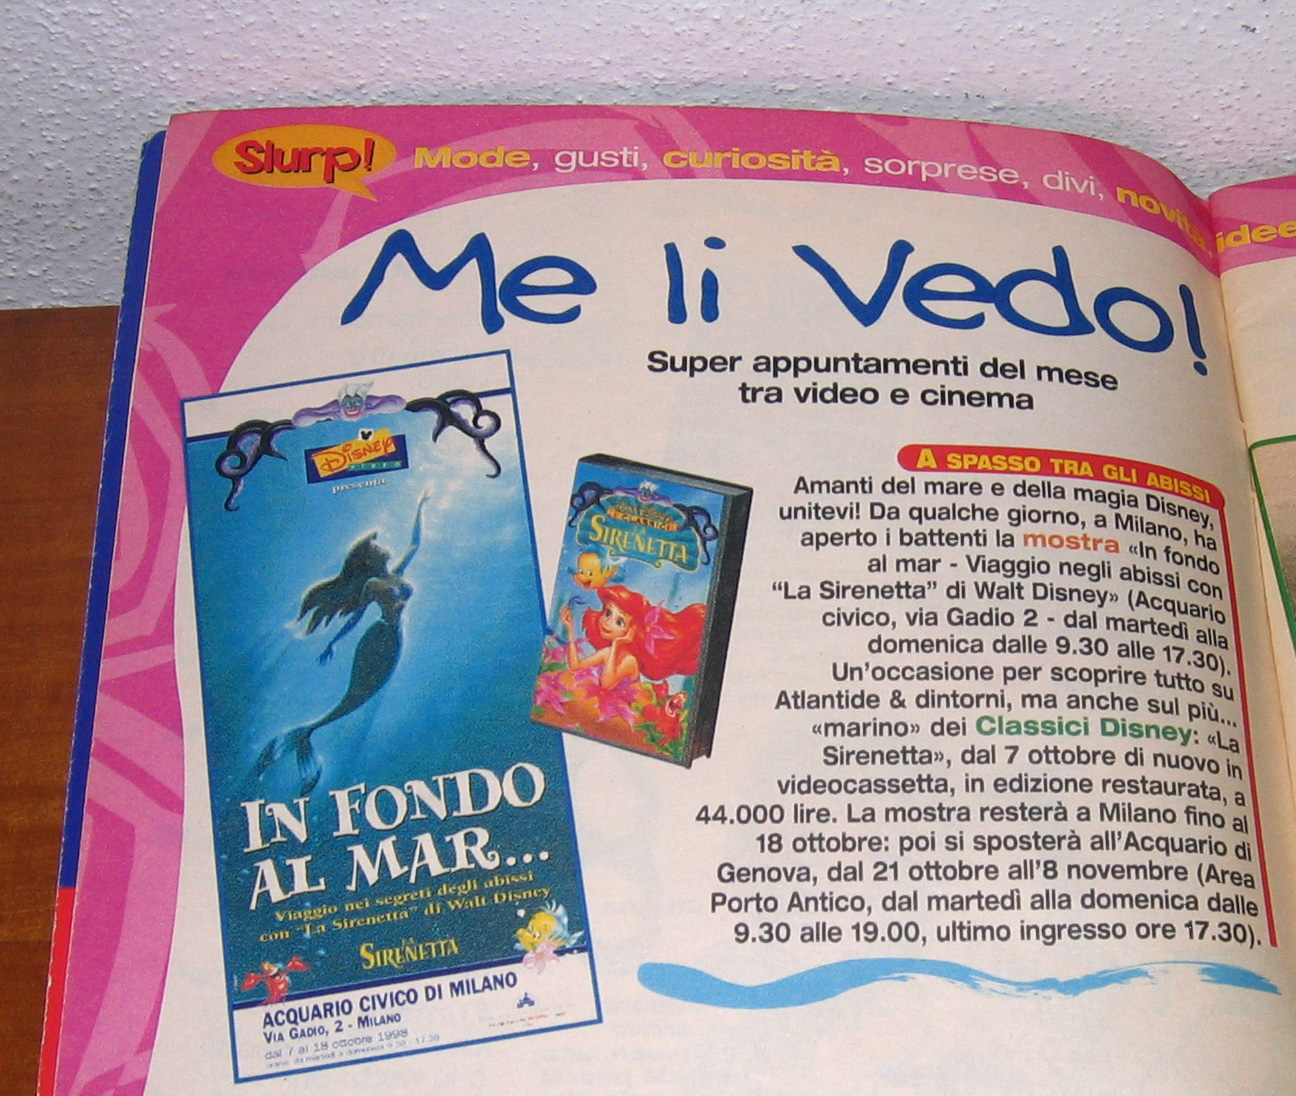 Slurp!
Mode, gusti, curiosità, sorprese, divi, novità, idee
Me li Vedo!
Super appuntamenti del mese
tra video e cinema
DISNEY
VIDEO
presenta
IN FONDO
AL MAR...
Viaggio nei segreti degli abissi
con "La Sirenetta" di Walt Disney
LA
SIRENETTA
ACQUARIO CIVICO DI MILANO
VIA GADIO, 2 - MILANO
dal 7 al 18 ottobre 1998
WALT DISNEY
I CLASSICI
LA
SIRENETTA
A SPASSO TRA GLI ABISSI
Amanti del mare e della magia Disney,
unitevi! Da qualche giorno, a Milano, ha
aperto i battenti la mostra «In fondo
al mar - Viaggio negli abissi con
“La Sirenetta” di Walt Disney» (Acquario
civico, via Gadio 2 - dal martedì alla
domenica dalle 9.30 alle 17.30).
Un'occasione per scoprire tutto su
Atlantide & dintorni, ma anche sul più...
«marino» dei Classici Disney: «La
Sirenetta», dal 7 ottobre di nuovo in
videocassetta, in edizione restaurata, a
44.000 lire. La mostra resterà a Milano fino al
18 ottobre: poi si sposterà all'Acquario di
Genova, dal 21 ottobre all'8 novembre (Area
Porto Antico, dal martedì alla domenica dalle
9.30 alle 19.00, ultimo ingresso ore 17.30).